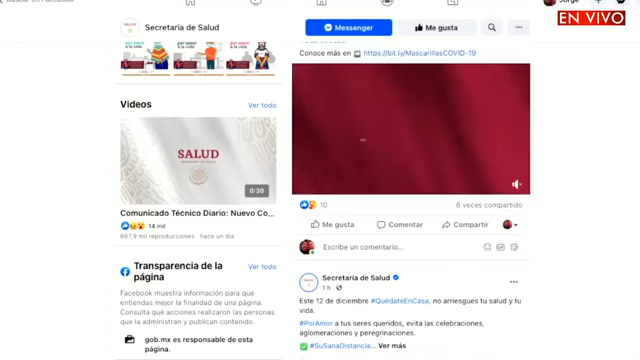 Buscar en Facebook
Jorge
EN VIVO
Secretaría de Salud
Messenger
Me gusta
Conoce más en https://bit.ly/MascarillasCOVID-19
Videos
Ver todo
SALUD
0:30
Comunicado Técnico Diario: Nuevo Co...
14 mil
667,9 mil reproducciones · hace un día
10
6 veces compartido
Me gusta
Comentar
Compartir
Escribe un comentario...
Transparencia de la página
Ver todo
Facebook muestra información para que
entiendas mejor la finalidad de una página.
Consulta qué acciones realizaron las personas
que la administran y publican contenido.
gob.mx es responsable de esta
página.
Secretaría de Salud
1 h ·
Este 12 de diciembre #QuédateEnCasa, no arriesgues tu salud y tu
vida.
#PorAmor a tus seres queridos, evita las celebraciones,
aglomeraciones y peregrinaciones.
#SuSanaDistancia... Ver más